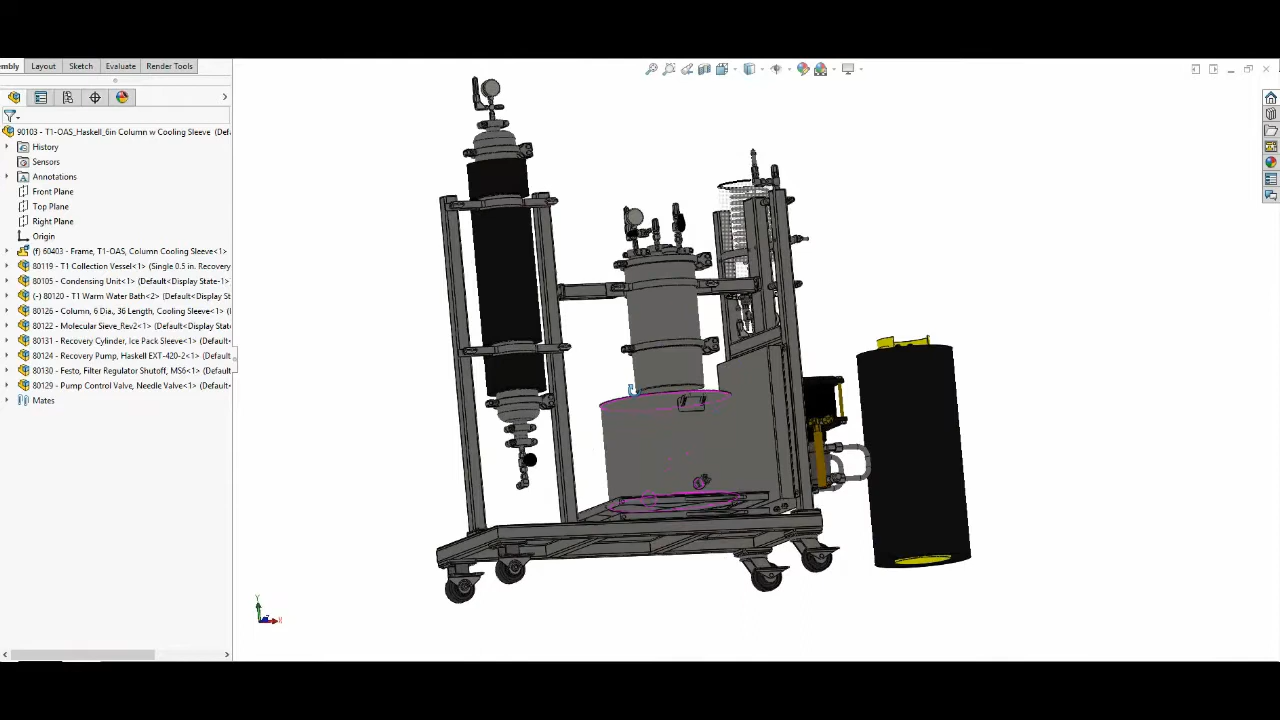 mbly Layout Sketch Evaluate Render Tools
90103 - T1-OAS_Haskell_6in Column w Cooling Sleeve (Def
History
Sensors
Annotations
Front Plane
Top Plane
Right Plane
Origin
(f) 60403 - Frame, T1-OAS, Column Cooling Sleeve<1>
80119 - T1 Collection Vessel<1> (Single 0.5 in. Recovery
80105 - Condensing Unit<1> (Default<Display State-1>
(-) 80120 - T1 Warm Water Bath<2> (Default<Display
80126 - Column, 6 Dia., 36 Length, Cooling Sleeve<1> (
80122 - Molecular Sieve_Rev2<1> (Default<Display
80131 - Recovery Cylinder, Ice Pack Sleeve<1> (Default
80124 - Recovery Pump, Haskell EXT-420-2<1> (Default
80130 - Festo, Filter Regulator Shutoff, MS6<1> (Default
80129 - Pump Control Valve, Needle Valve<1> (Default
Mates
Y
X